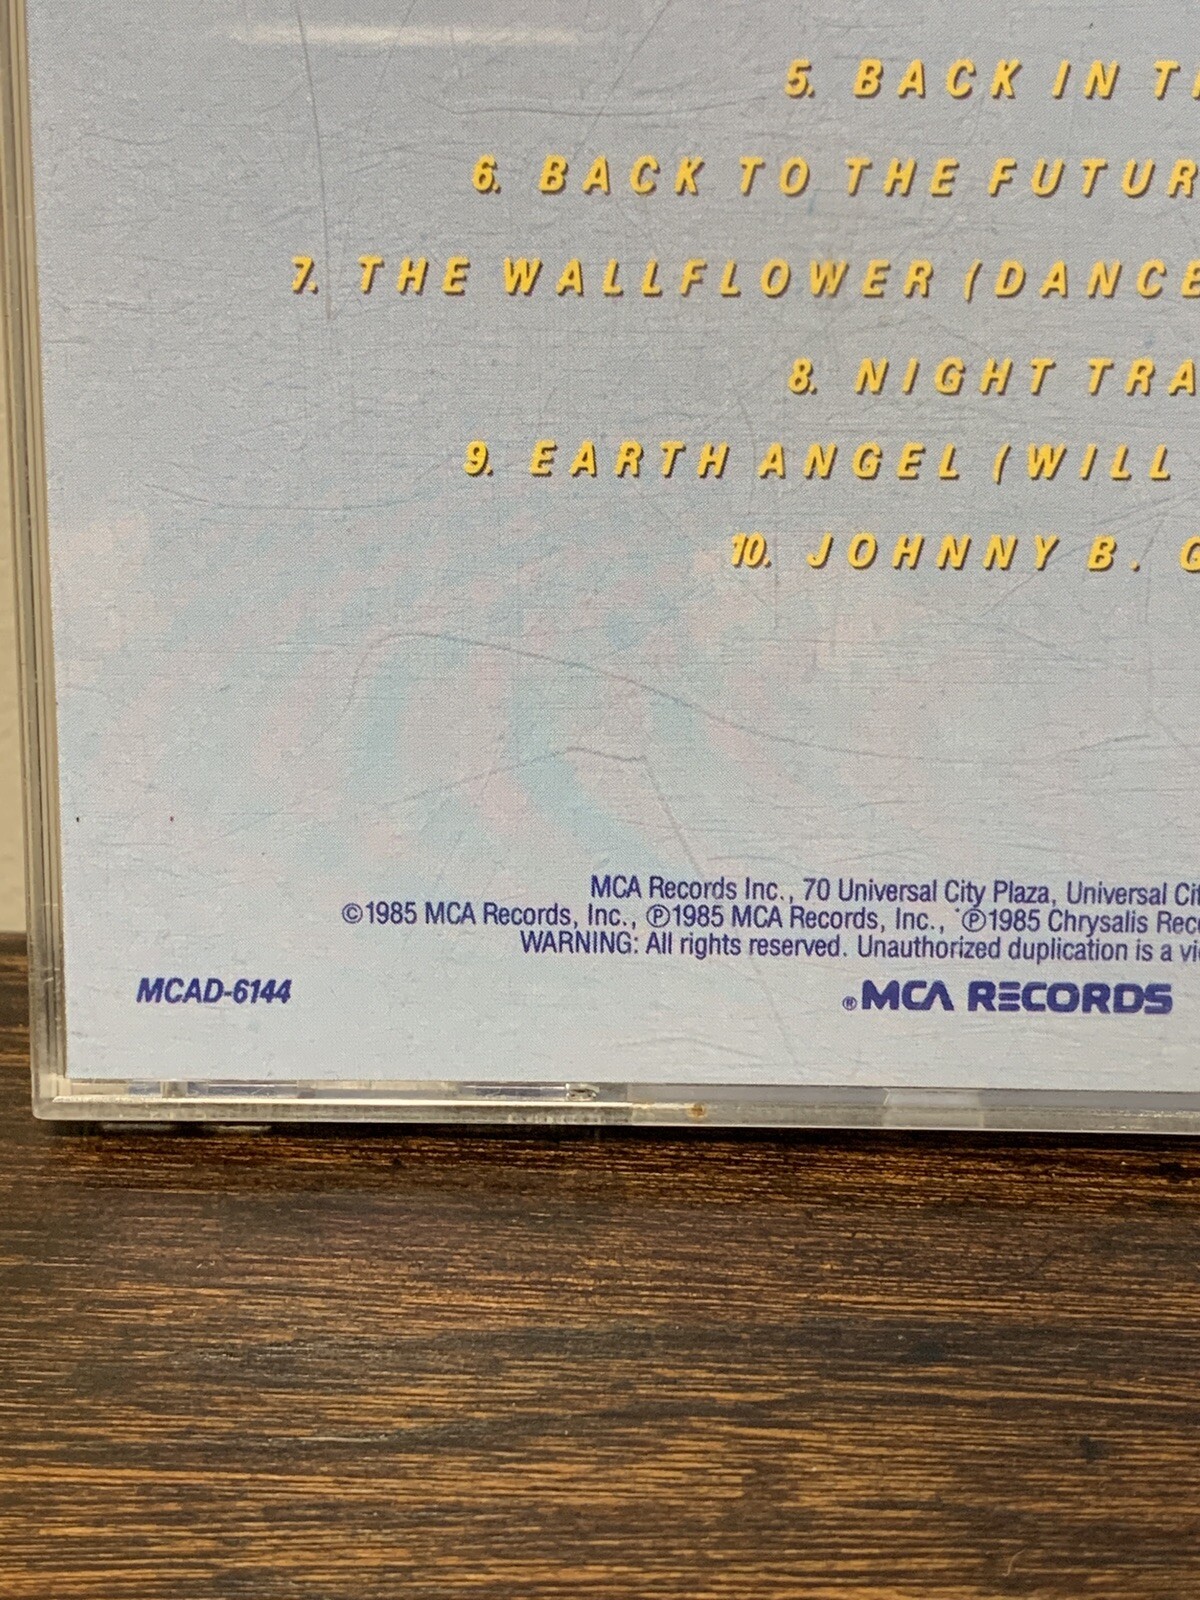 5. BACK IN T
6. BACK TO THE FUTUR
7. THE WALLFLOWER (DANCE
8. NIGHT TRA
9. EARTH ANGEL (WILL
10. JOHNNY B. G
MCA Records Inc., 70 Universal City Plaza, Universal Cit
©1985 MCA Records, Inc., ℗1985 MCA Records, Inc., ℗1985 Chrysalis Reco
WARNING: All rights reserved. Unauthorized duplication is a vi
MCAD-6144
® MCA RECORDS